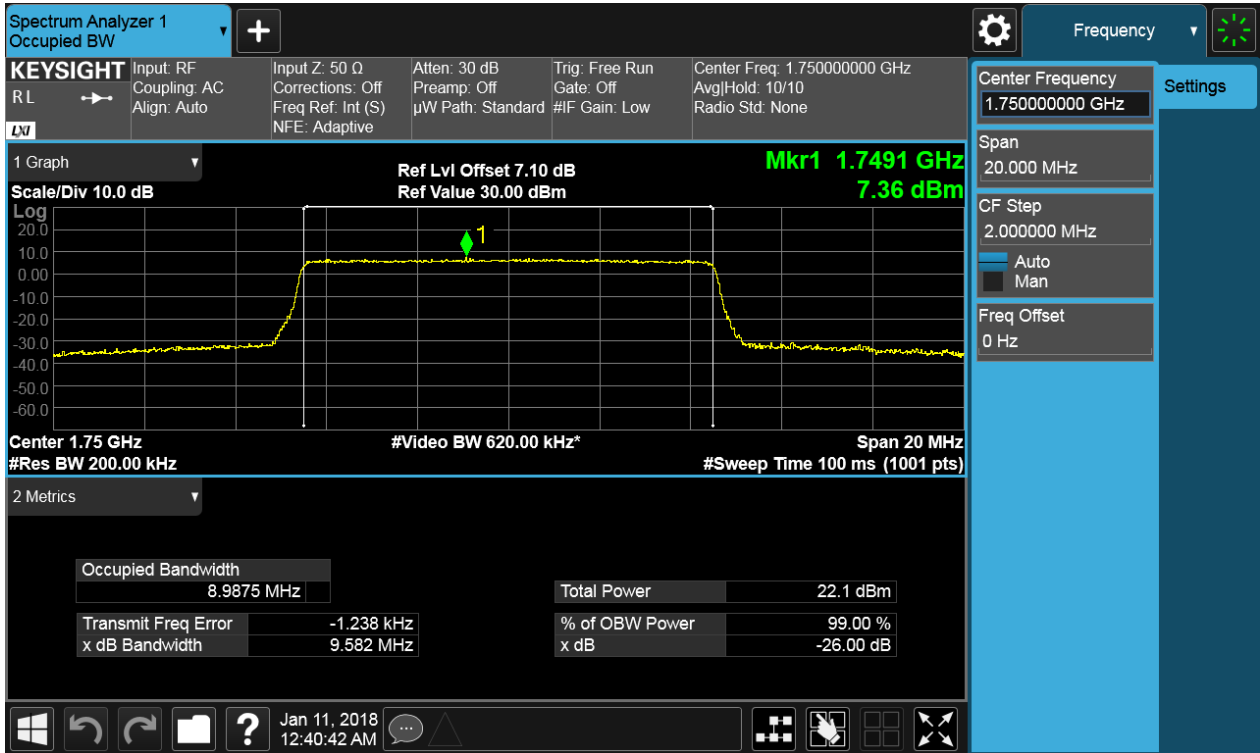 Spectrum Analyzer 1
Occupied BW
Frequency
KEYSIGHT
RL
LXI
Input: RF
Coupling: AC
Align: Auto
Input Z: 50 Ω
Corrections: Off
Freq Ref: Int (S)
NFE: Adaptive
Atten: 30 dB
Preamp: Off
µW Path: Standard
Trig: Free Run
Gate: Off
#IF Gain: Low
Center Freq: 1.750000000 GHz
Avg|Hold: 10/10
Radio Std: None
Center Frequency
1.750000000 GHz
Settings
Span
20.000 MHz
CF Step
2.000000 MHz
Auto
Man
Freq Offset
0 Hz
1 Graph
Scale/Div 10.0 dB
Ref Lvl Offset 7.10 dB
Ref Value 30.00 dBm
Mkr1 1.7491 GHz
7.36 dBm
Log
20.0
10.0
0.00
-10.0
-20.0
-30.0
-40.0
-50.0
-60.0
1
Center 1.75 GHz
#Video BW 620.00 kHz*
Span 20 MHz
#Res BW 200.00 kHz
#Sweep Time 100 ms (1001 pts)
2 Metrics
Occupied Bandwidth
8.9875 MHz
Transmit Freq Error -1.238 kHz
x dB Bandwidth 9.582 MHz
Total Power 22.1 dBm
% of OBW Power 99.00 %
x dB -26.00 dB
?
Jan 11, 2018
12:40:42 AM